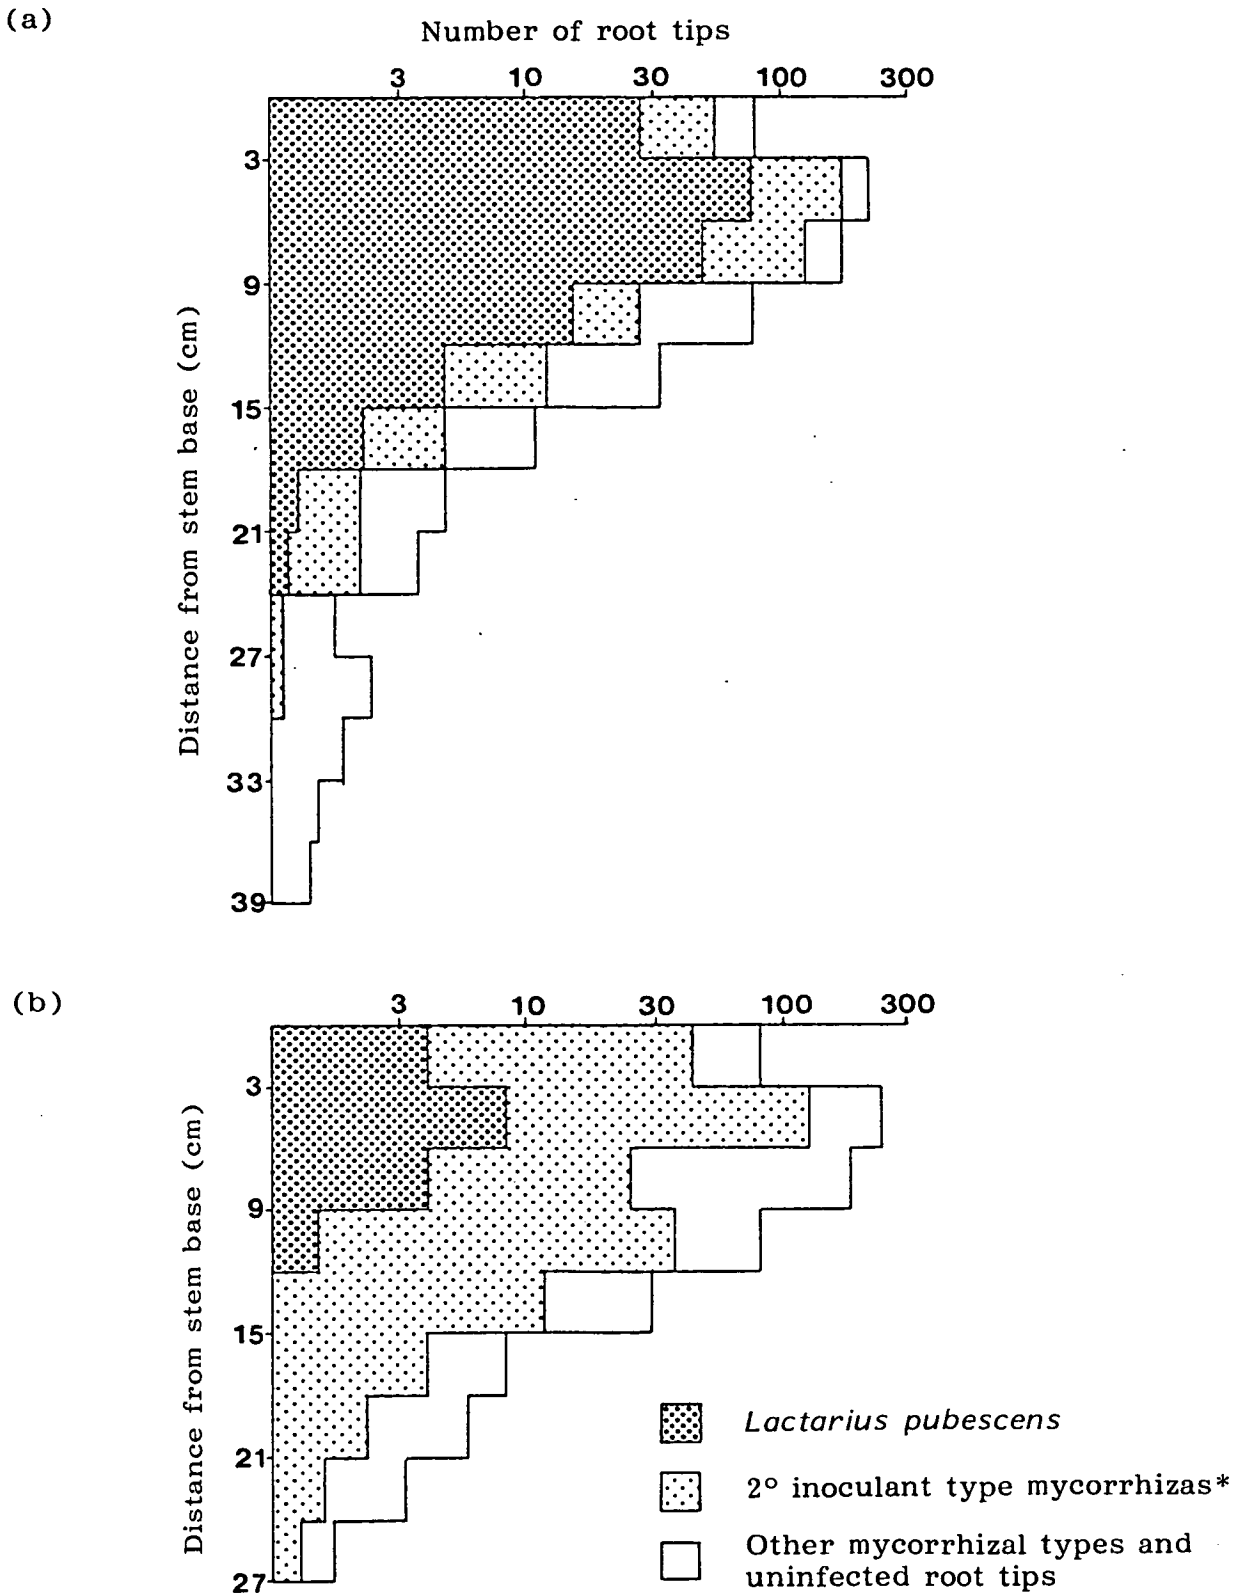 (a)
Number of root tips
3 10 30 100 300
Distance from stem base (cm)
3
9
15
21
27
33
39
(b)
3 10 30 100 300
Distance from stem base (cm)
3
9
15
21
27
Lactarius pubescens
2° inoculant type mycorrhizas*
Other mycorrhizal types and
uninfected root tips